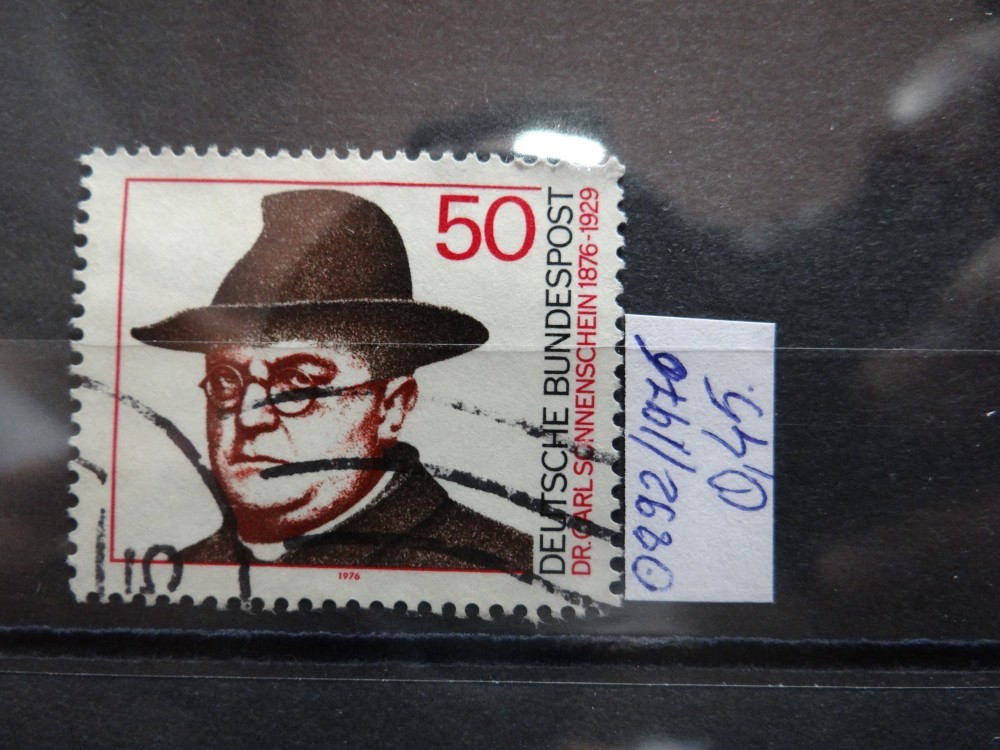 50
DEUTSCHE BUNDESPOST
DR. CARL SONNENSCHEIN 1876-1929
1976
0892/1976
0,45.